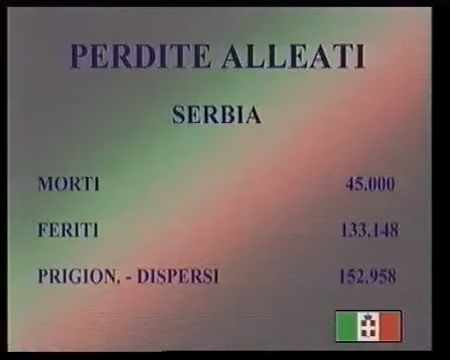 PERDITE ALLEATI
SERBIA
MORTI 45.000
FERITI 133.148
PRIGION. - DISPERSI 152.958